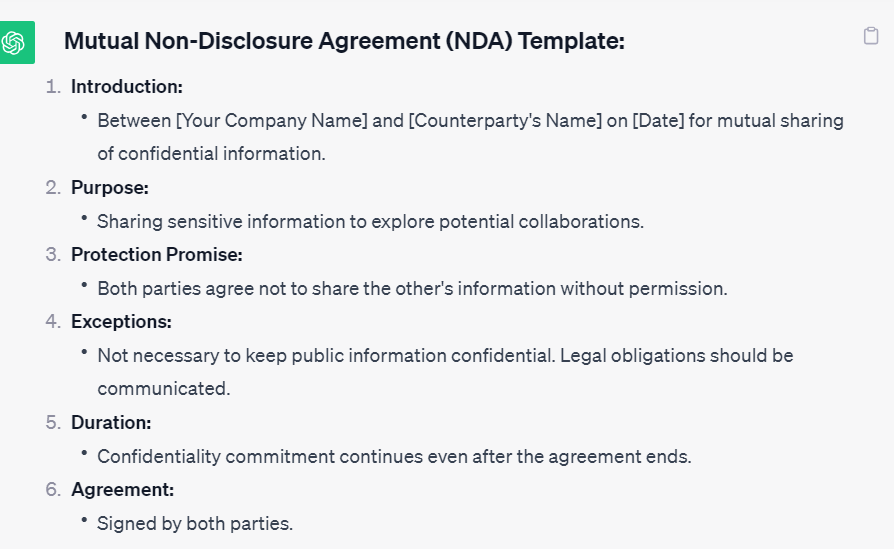 Mutual Non-Disclosure Agreement (NDA) Template:
1. Introduction:
• Between [Your Company Name] and [Counterparty's Name] on [Date] for mutual sharing
of confidential information.
2. Purpose:
• Sharing sensitive information to explore potential collaborations.
3. Protection Promise:
• Both parties agree not to share the other's information without permission.
4. Exceptions:
• Not necessary to keep public information confidential. Legal obligations should be
communicated.
5. Duration:
• Confidentiality commitment continues even after the agreement ends.
6. Agreement:
• Signed by both parties.